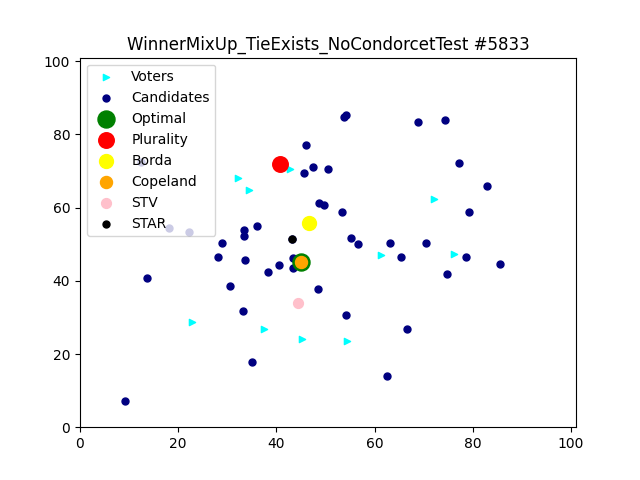 WinnerMixUp_TieExists_NoCondorcetTest #5833
100
80
60
40
20
0
Voters
Candidates
Optimal
Plurality
Borda
Copeland
STV
STAR
0 20 40 60 80 100